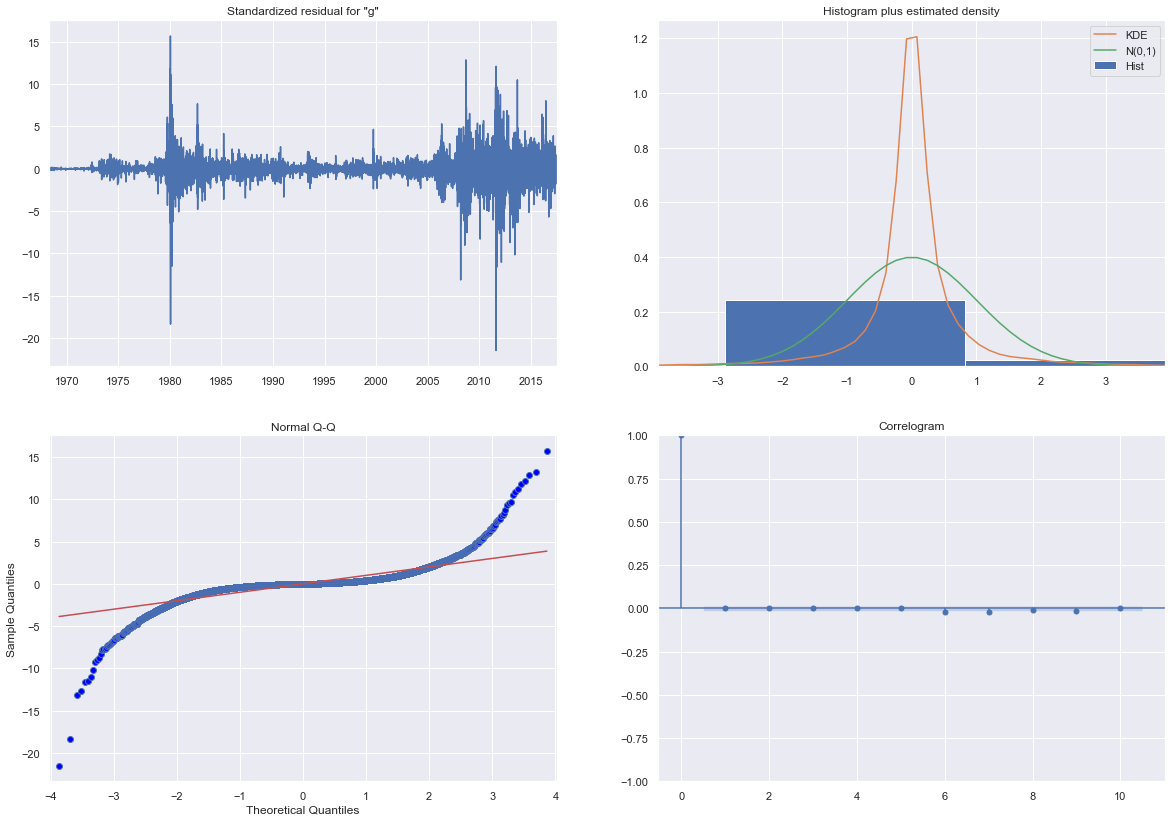 Standardized residual for "g"
15
10
5
0
−5
−10
−15
−20
1970 1975 1980 1985 1990 1995 2000 2005 2010 2015
Histogram plus estimated density
KDE
N(0,1)
Hist
1.2
1.0
0.8
0.6
0.4
0.2
0.0
−3 −2 −1 0 1 2 3
Normal Q-Q
Sample Quantiles
15
10
5
0
−5
−10
−15
−20
−4 −3 −2 −1 0 1 2 3 4
Theoretical Quantiles
Correlogram
1.00
0.75
0.50
0.25
0.00
−0.25
−0.50
−0.75
−1.00
0 2 4 6 8 10